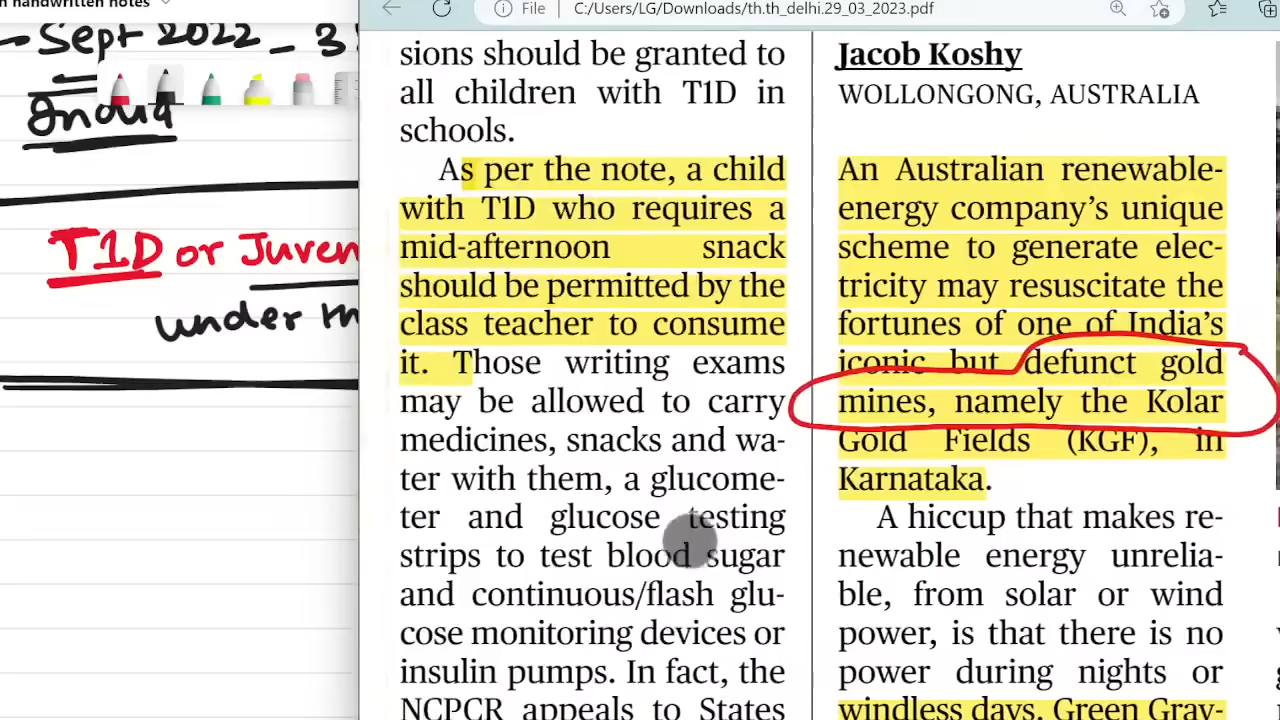 n handwritten notes
Sept 2022 _ 3
India
T1D or Juven
under m
File
C:/Users/LG/Downloads/th.th_delhi.29_03_2023.pdf
sions should be granted to
all children with T1D in
schools.
As per the note, a child
with T1D who requires a
mid-afternoon snack
should be permitted by the
class teacher to consume
it. Those writing exams
may be allowed to carry
medicines, snacks and wa-
ter with them, a glucome-
ter and glucose testing
strips to test blood sugar
and continuous/flash glu-
cose monitoring devices or
insulin pumps. In fact, the
NCPCR appeals to States
Jacob Koshy
WOLLONGONG, AUSTRALIA
An Australian renewable-
energy company's unique
scheme to generate elec-
tricity may resuscitate the
fortunes of one of India's
iconic but defunct gold
mines, namely the Kolar
Gold Fields (KGF), in
Karnataka.
A hiccup that makes re-
newable energy unrelia-
ble, from solar or wind
power, is that there is no
power during nights or
windless days. Green Grav-